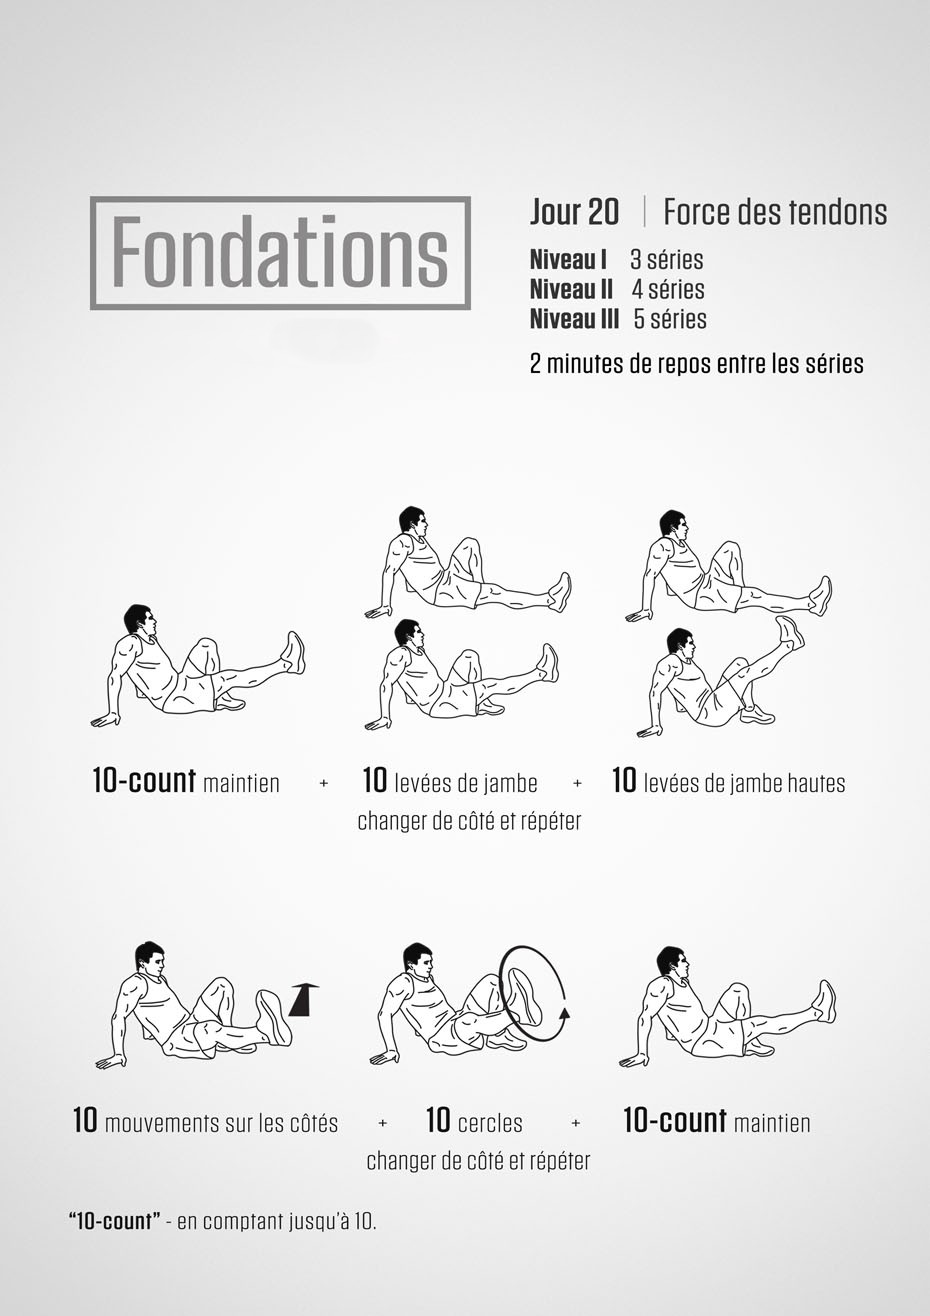 Fondations
Jour 20 | Force des tendons
Niveau I 3 séries
Niveau II 4 séries
Niveau III 5 séries
2 minutes de repos entre les séries
10-count maintien + 10 levées de jambe + 10 levées de jambe hautes
changer de côté et répéter
10 mouvements sur les côtés + 10 cercles + 10-count maintien
changer de côté et répéter
“10-count” - en comptant jusqu'à 10.